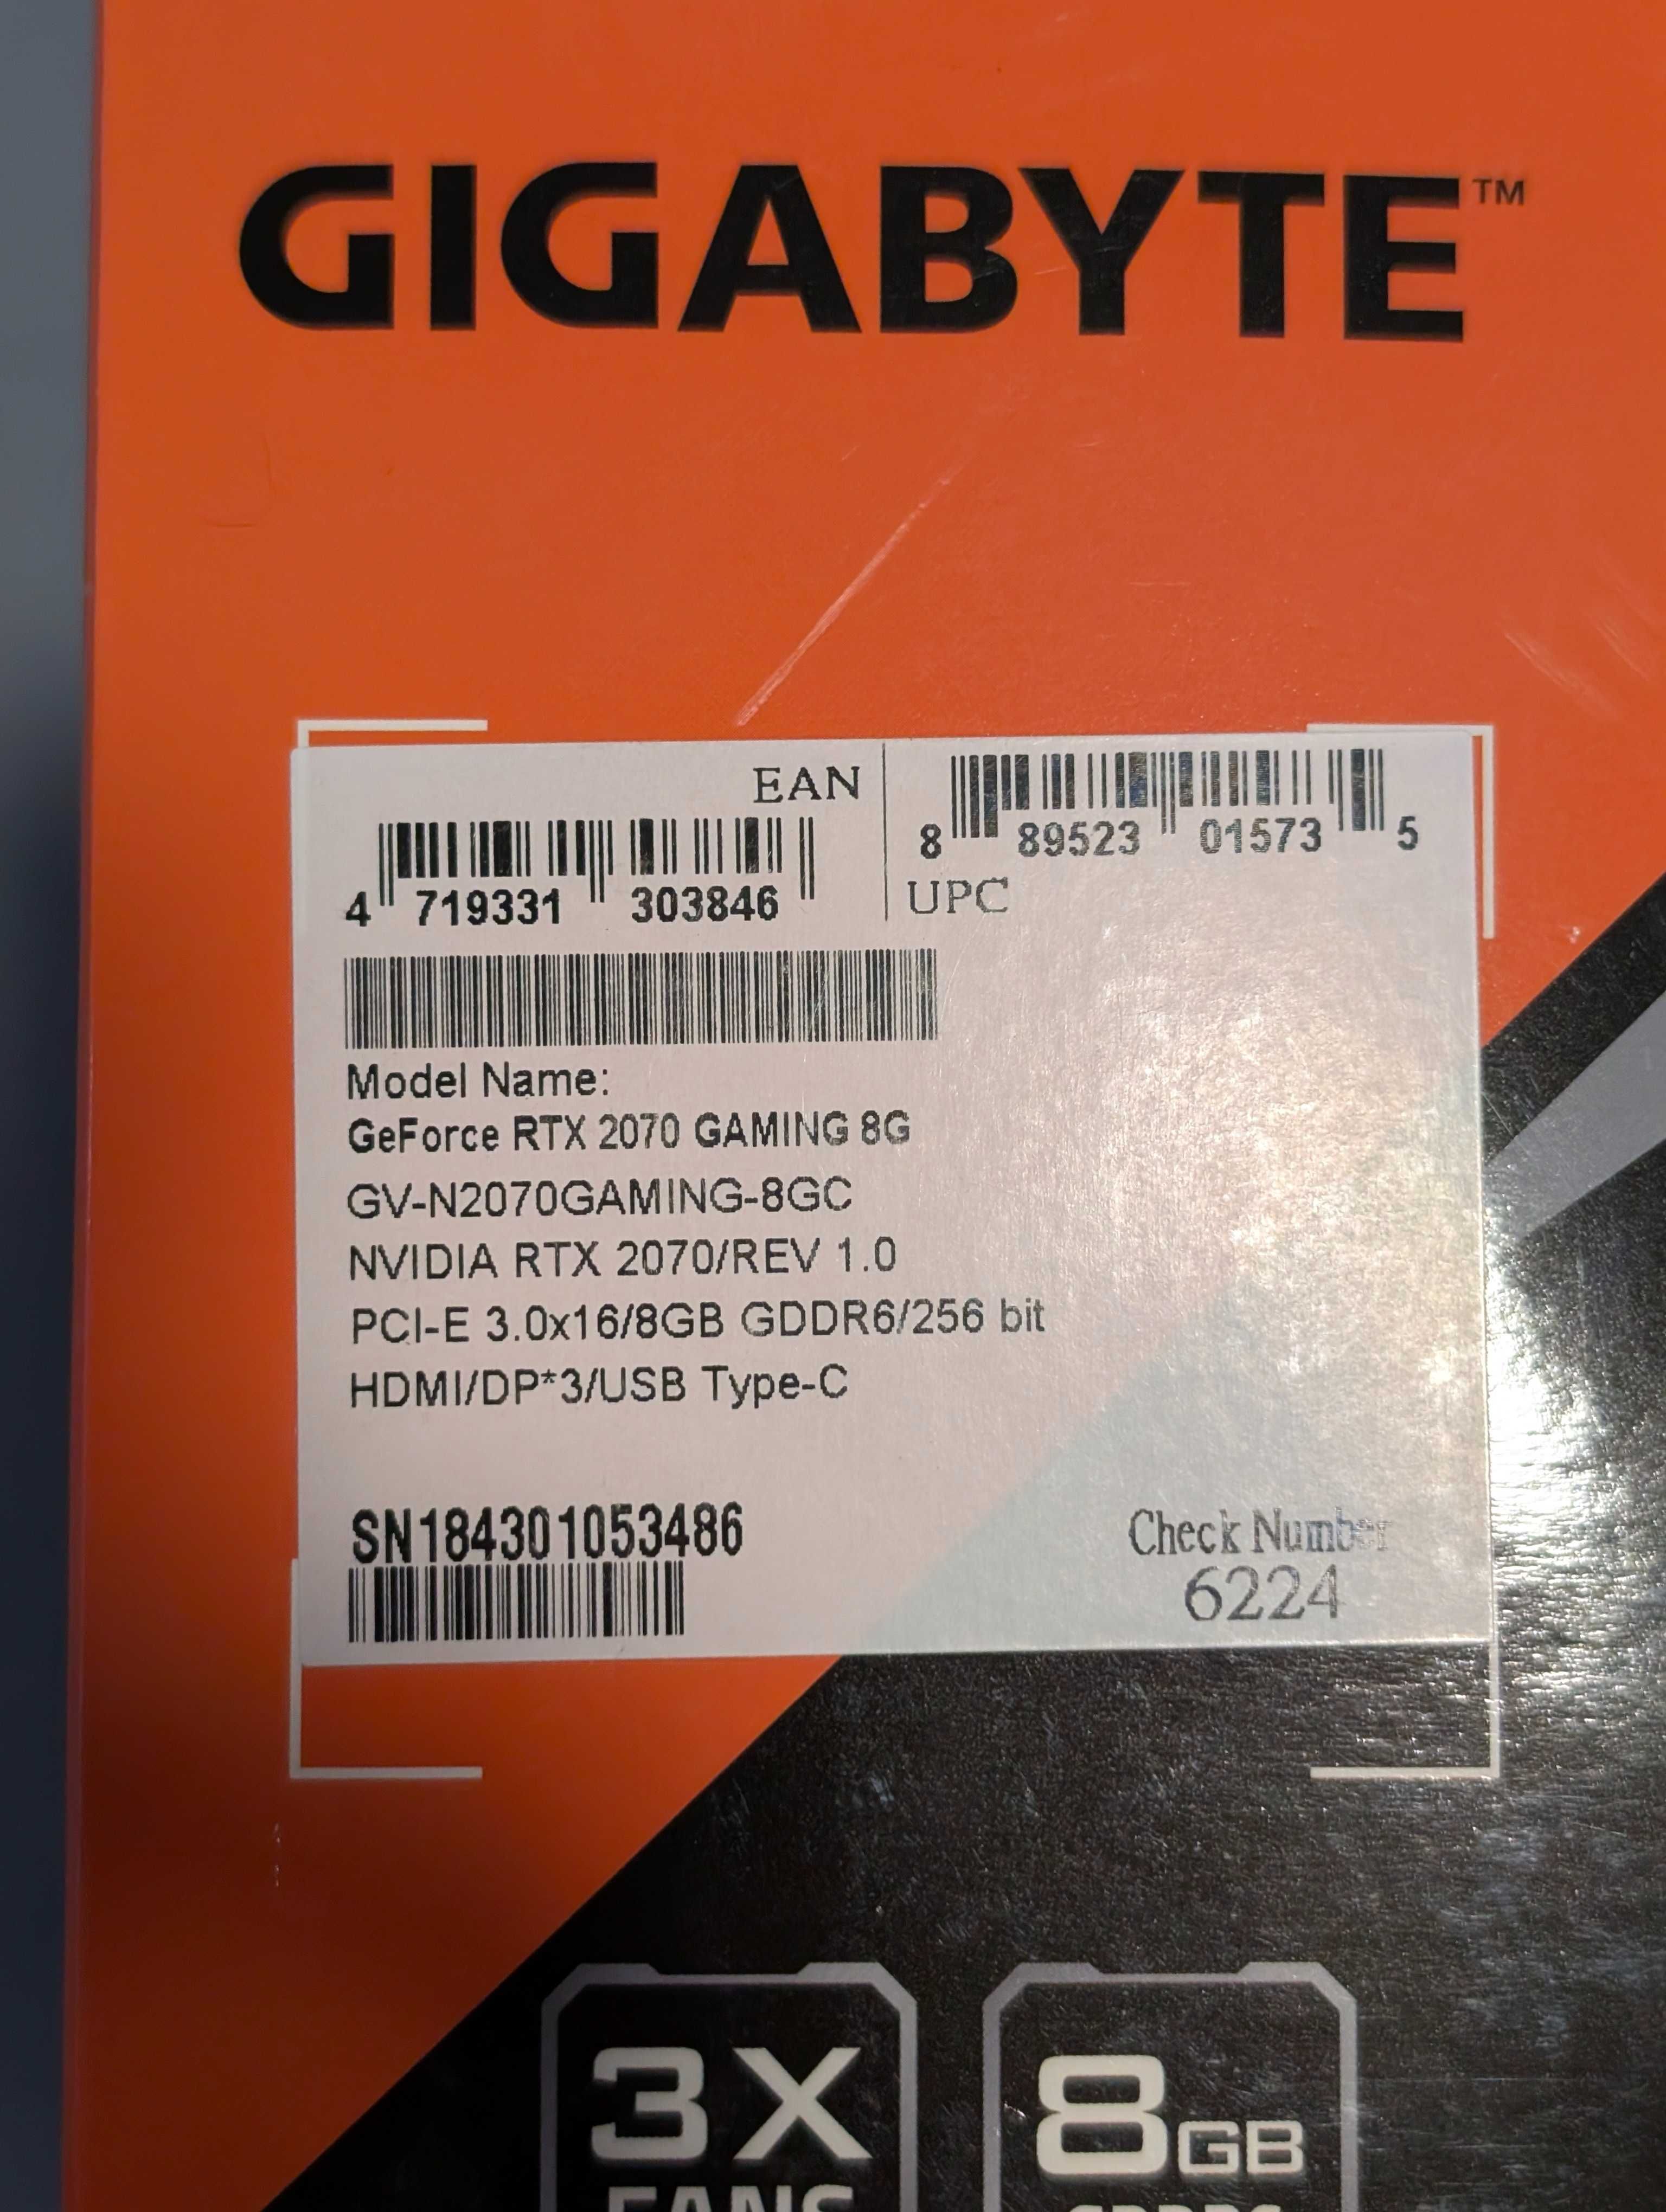 GIGABYTE™
EAN
4 719331 303846
8 89523 01573 5
UPC
Model Name:
GeForce RTX 2070 GAMING 8G
GV-N2070GAMING-8GC
NVIDIA RTX 2070/REV 1.0
PCI-E 3.0x16/8GB GDDR6/256 bit
HDMI/DP*3/USB Type-C
SN184301053486
Check Number
6224
3X
FANS
8GB